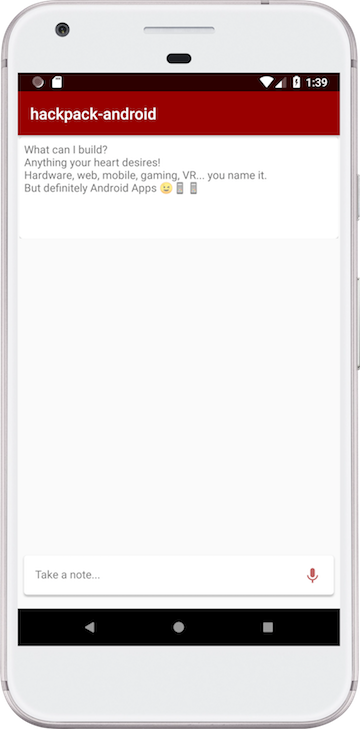 1:39
hackpack-android
What can I build?
Anything your heart desires!
Hardware, web, mobile, gaming, VR... you name it.
But definitely Android Apps 😉📱📱
Take a note...